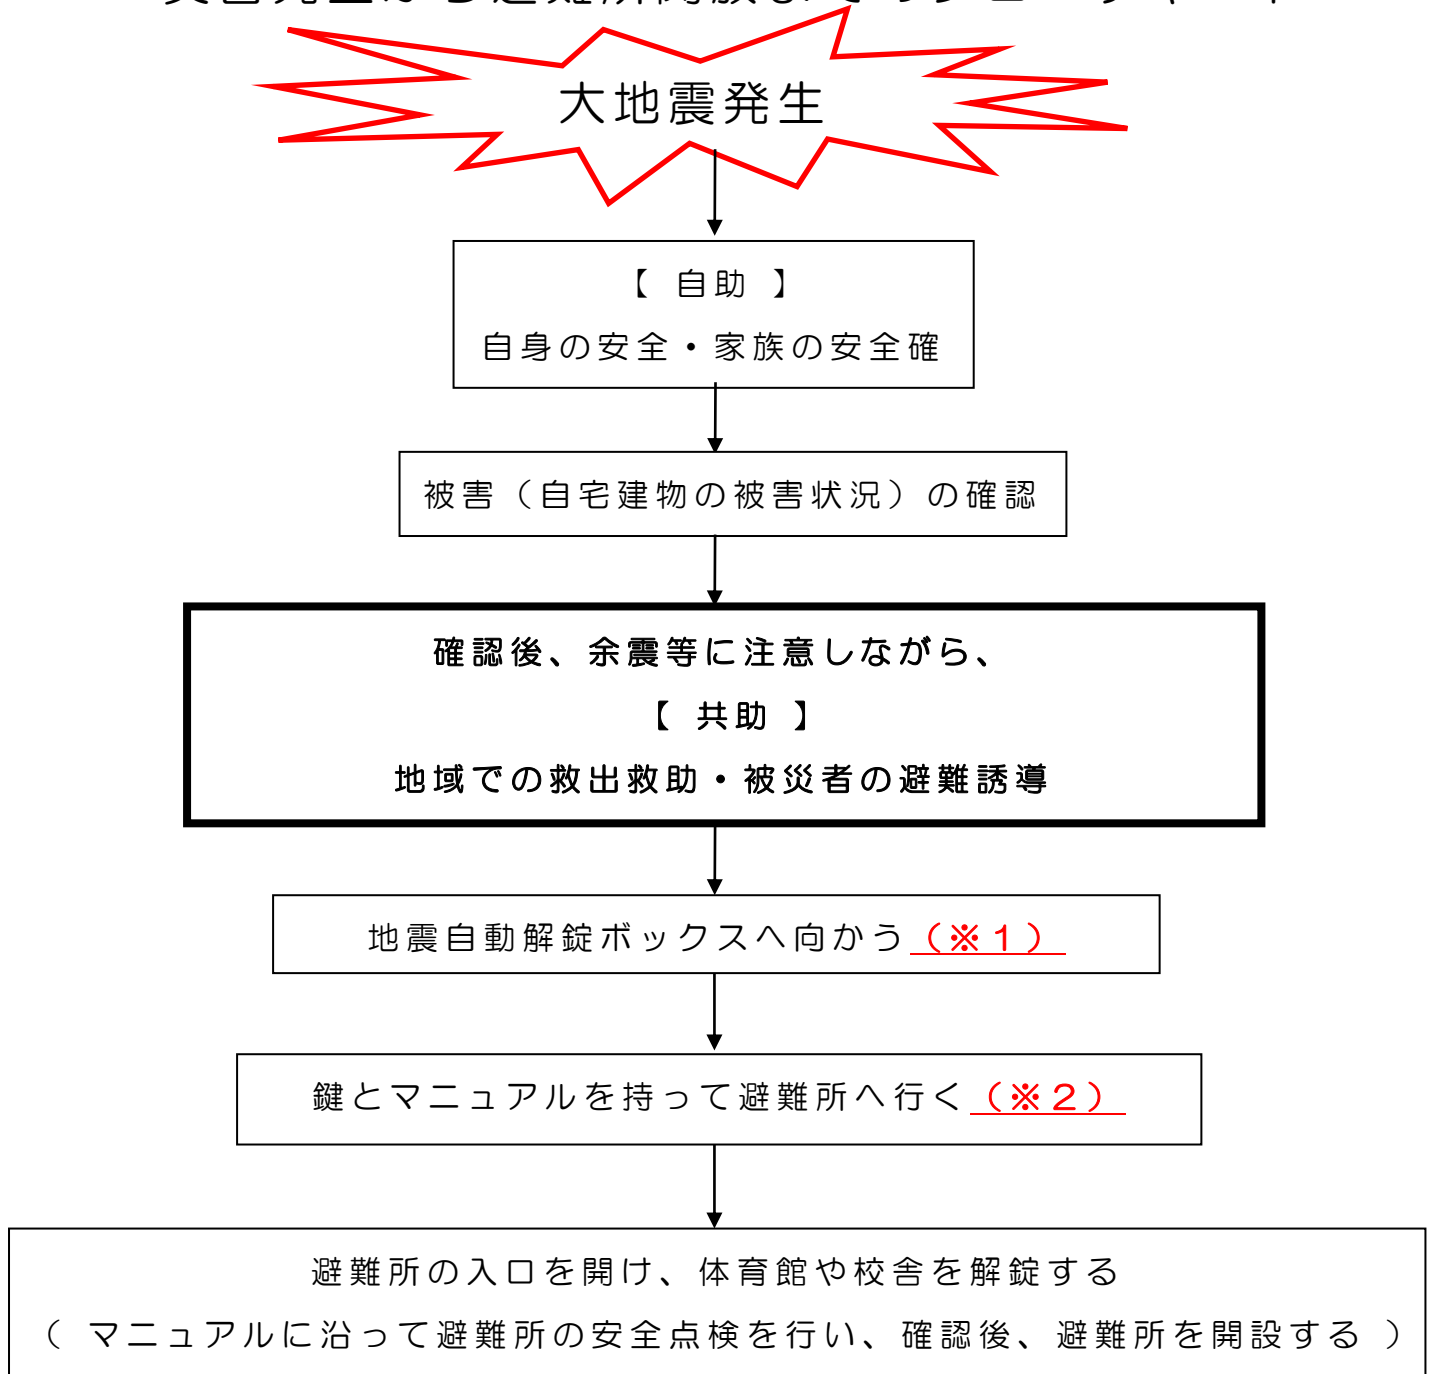 大地震発生
【 自助 】
自身の安全・家族の安全確
被害（自宅建物の被害状況）の確認
確認後、余震等に注意しながら、
【 共助 】
地域での救出救助・被災者の避難誘導
地震自動解錠ボックスへ向かう（※１）
鍵とマニュアルを持って避難所へ行く（※２）
避難所の入口を開け、体育館や校舎を解錠する
（ マニュアルに沿って避難所の安全点検を行い、確認後、避難所を開設する ）